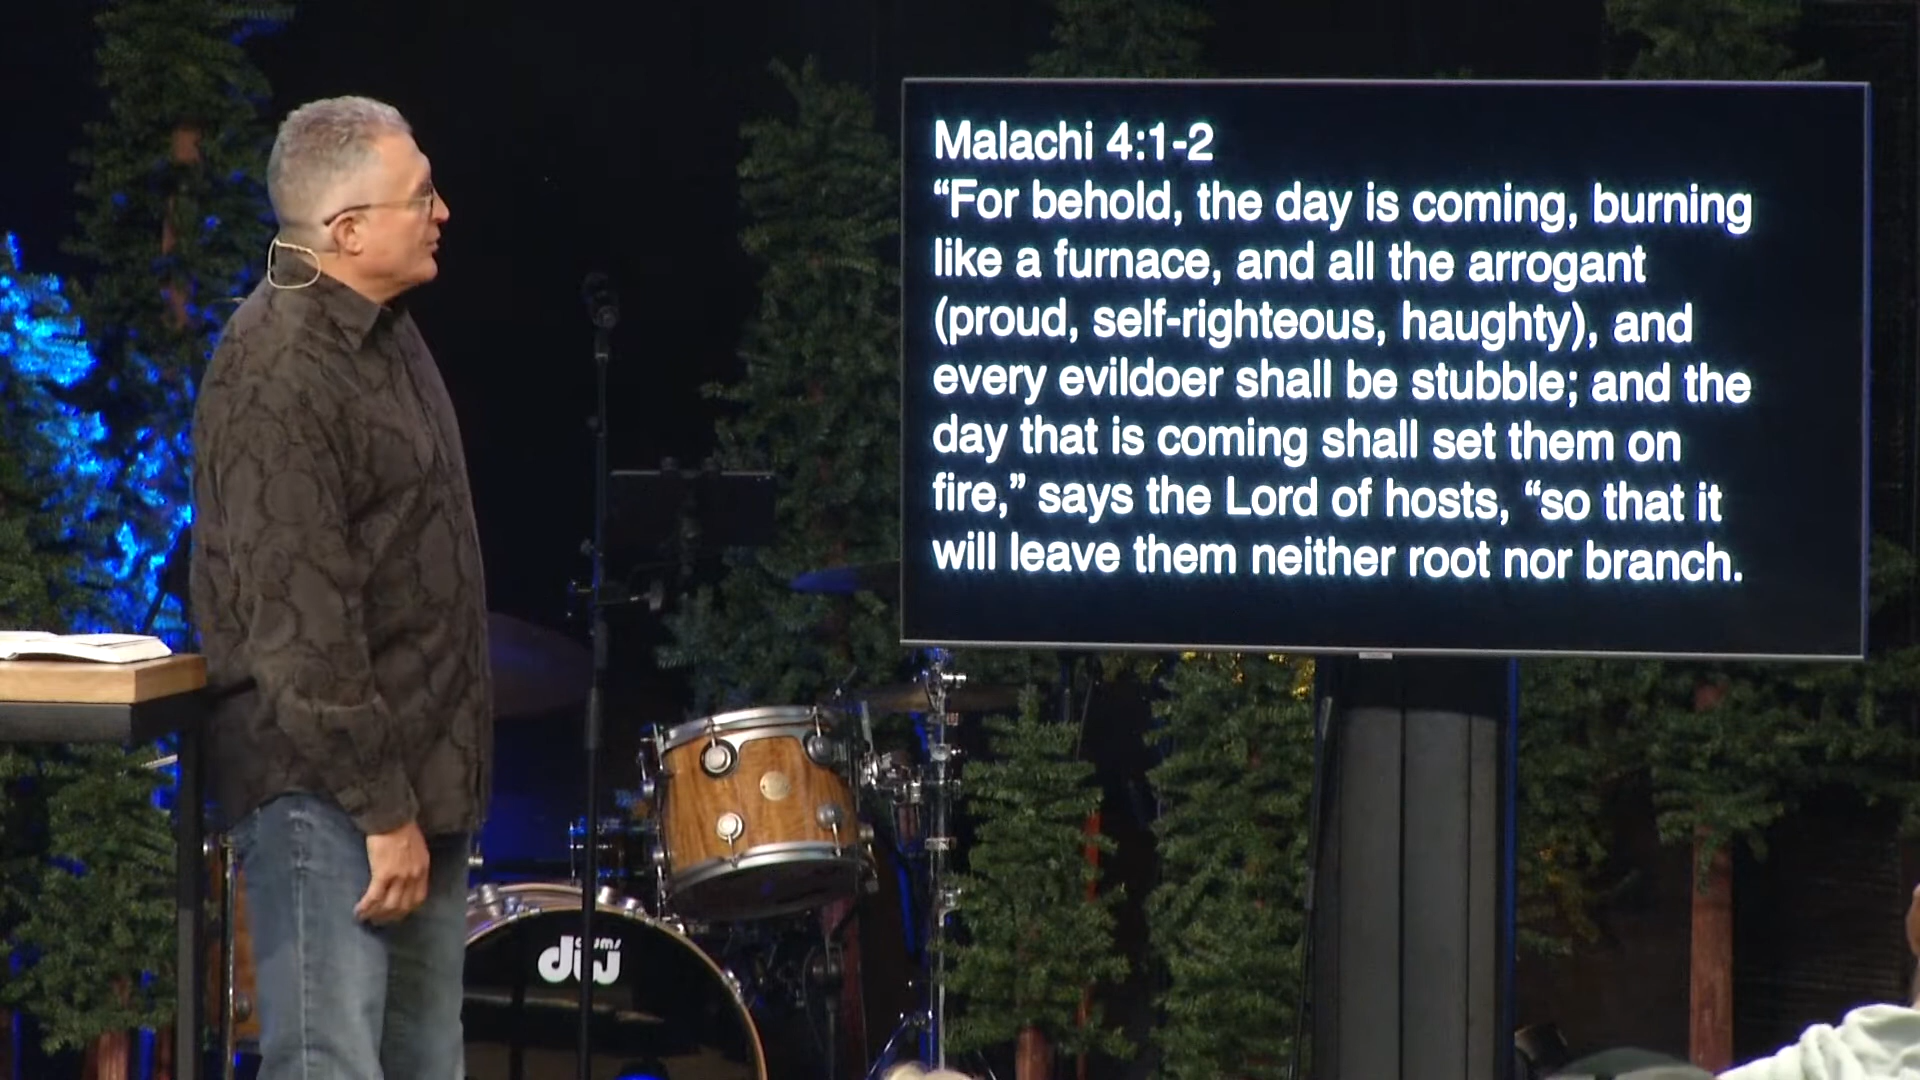 Malachi 4:1-2
“For behold, the day is coming, burning
like a furnace, and all the arrogant
(proud, self-righteous, haughty), and
every evildoer shall be stubble; and the
day that is coming shall set them on
fire,” says the Lord of hosts, “so that it
will leave them neither root nor branch.
drums
dw